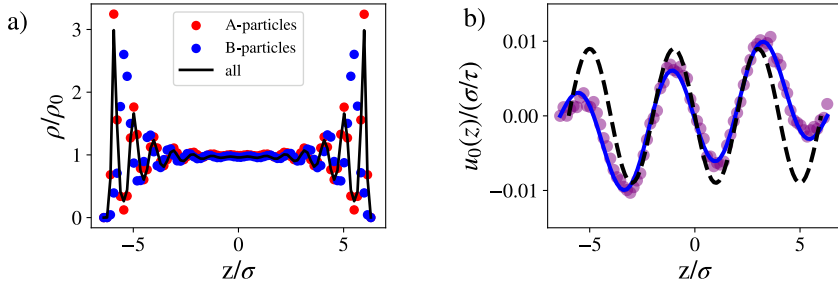 a)
A-particles
B-particles
all
ρ/ρ₀
3
2
1
0
−5
0
5
z/σ
b)
u₀(z)/(σ/τ)
0.01
0.00
−0.01
−5
0
5
z/σ